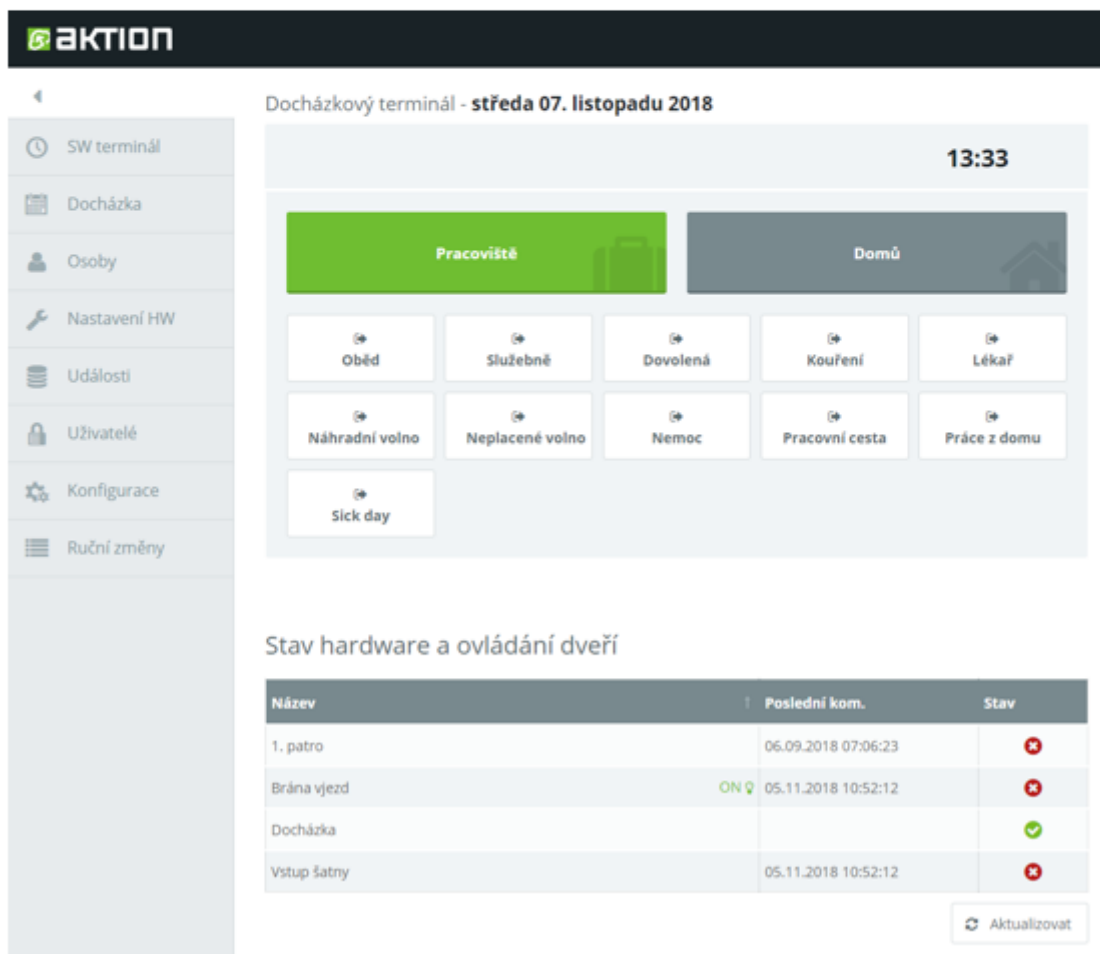 aktion
Docházkový terminál - středa 07. listopadu 2018
13:33
SW terminál
Docházka
Osoby
Nastavení HW
Události
Uživatelé
Konfigurace
Ruční změny
Pracoviště
Domů
Oběd
Služebně
Dovolená
Kouření
Lékař
Náhradní volno
Neplacené volno
Nemoc
Pracovní cesta
Práce z domu
Sick day
Stav hardware a ovládání dveří
Název Poslední kom. Stav
1. patro 06.09.2018 07:06:23
Brána vjezd ON 05.11.2018 10:52:12
Docházka
Vstup šatny 05.11.2018 10:52:12
Aktualizovat